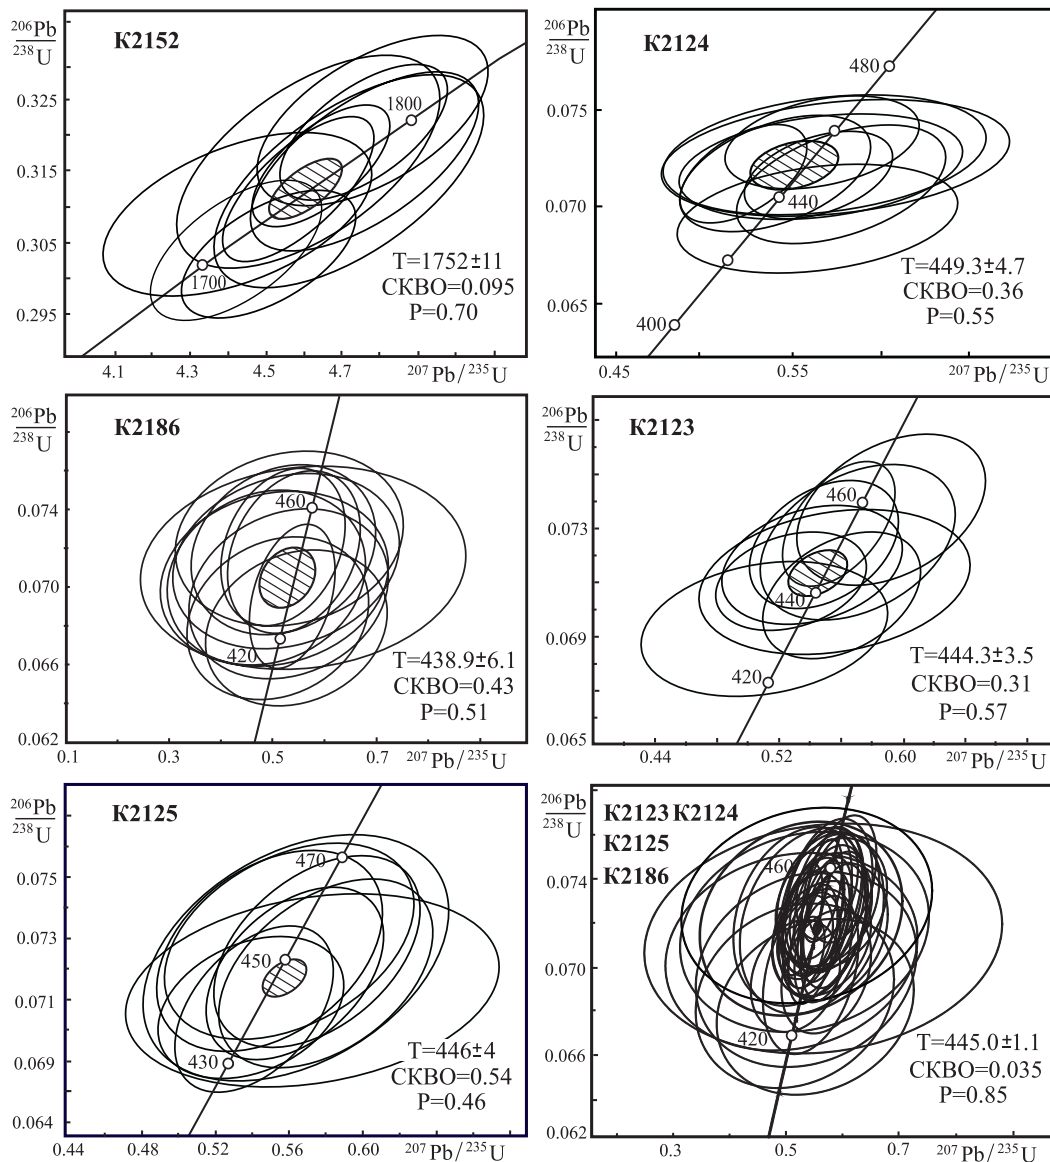 K2152
²⁰⁶Pb
²³⁸U
0.325
0.315
0.305
0.295
1800
1700
T=1752±11
СКВО=0.095
P=0.70
4.1 4.3 4.5 4.7 ²⁰⁷Pb/²³⁵U
K2124
²⁰⁶Pb
²³⁸U
0.075
0.070
0.065
480
440
400
T=449.3±4.7
СКВО=0.36
P=0.55
0.45 0.55 ²⁰⁷Pb/²³⁵U
K2186
²⁰⁶Pb
²³⁸U
0.074
0.070
0.066
0.062
460
420
T=438.9±6.1
СКВО=0.43
P=0.51
0.1 0.3 0.5 0.7 ²⁰⁷Pb/²³⁵U
K2123
²⁰⁶Pb
²³⁸U
0.073
0.069
0.065
460
440
420
T=444.3±3.5
СКВО=0.31
P=0.57
0.44 0.52 0.60 ²⁰⁷Pb/²³⁵U
K2125
²⁰⁶Pb
²³⁸U
0.075
0.073
0.071
0.069
0.064
470
450
430
T=446±4
СКВО=0.54
P=0.46
0.44 0.52 0.56 0.60 ²⁰⁷Pb/²³⁵U
K2123 K2124
K2125
K2186
²⁰⁶Pb
²³⁸U
0.074
0.070
0.066
0.062
460
420
T=445.0±1.1
СКВО=0.035
P=0.85
0.3 0.5 0.7 ²⁰⁷Pb/²³⁵U